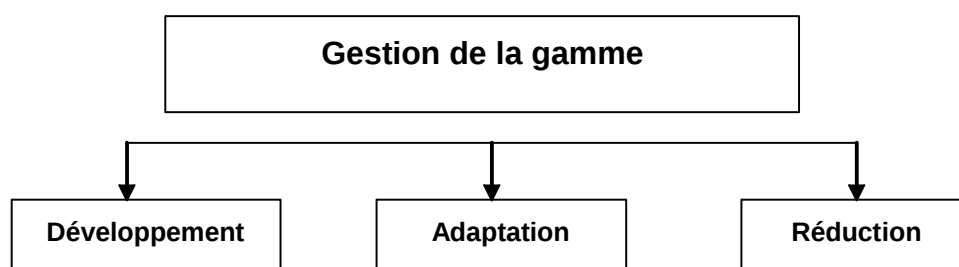 Gestion de la gamme
Développement
Adaptation
Réduction